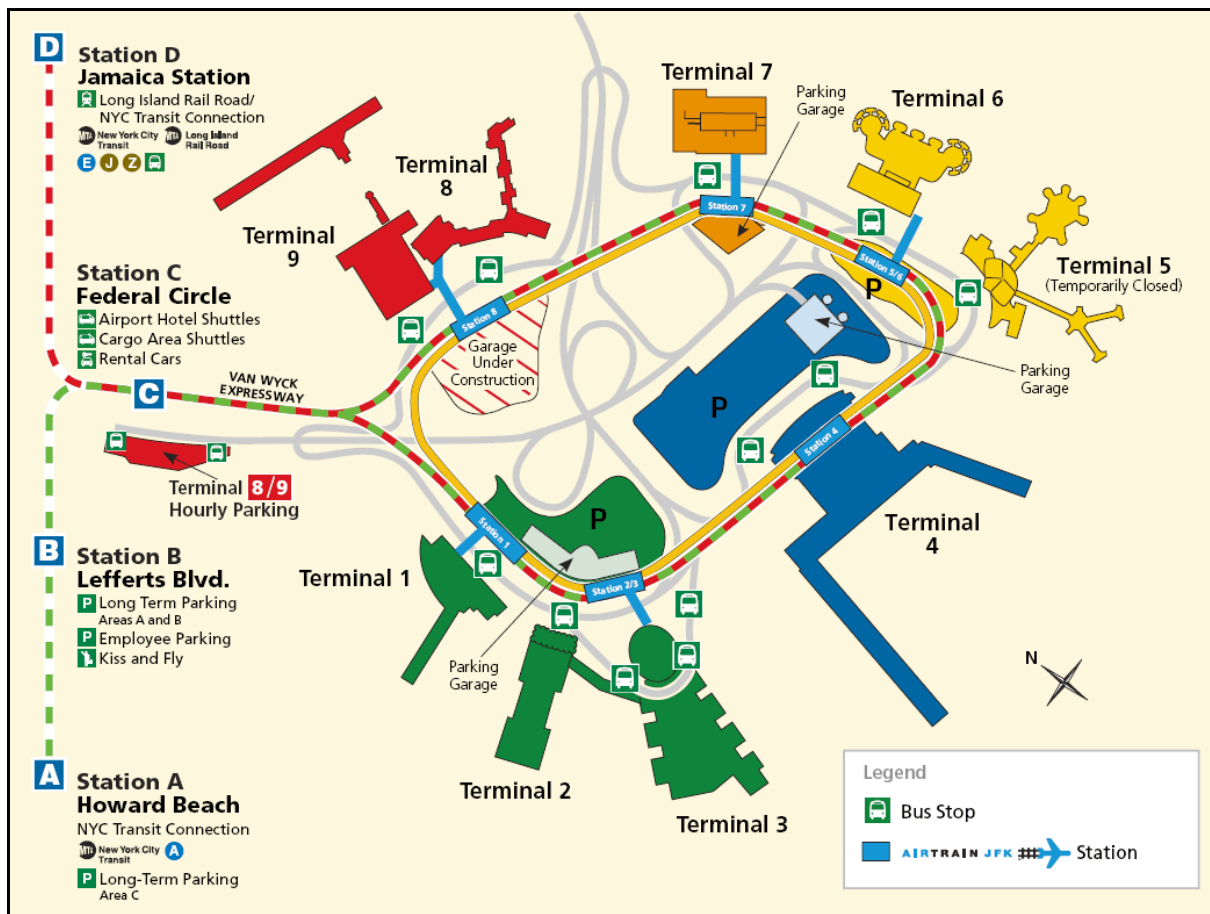 D
Station D
Jamaica Station
Long Island Rail Road/
NYC Transit Connection
MTA New York City Transit MTA Long Island Rail Road
E J Z
Station C
Federal Circle
Airport Hotel Shuttles
Cargo Area Shuttles
Rental Cars
C
VAN WYCK
EXPRESSWAY
Terminal 8/9
Hourly Parking
B
Station B
Lefferts Blvd.
P Long Term Parking
Areas A and B
P Employee Parking
Kiss and Fly
A
Station A
Howard Beach
NYC Transit Connection
MTA New York City Transit A
P Long-Term Parking
Area C
Terminal 7
Parking
Garage
Terminal 6
Terminal
8
Terminal
9
Station 7
Station 5/6
P
Terminal 5
(Temporarily Closed)
Station 8
Garage
Under
Construction
Parking
Garage
P
Station 4
Terminal
4
P
Station 1
Station 2/3
Terminal 1
Parking
Garage
Terminal 2
Terminal 3
N
Legend
Bus Stop
AIRTRAIN JFK Station